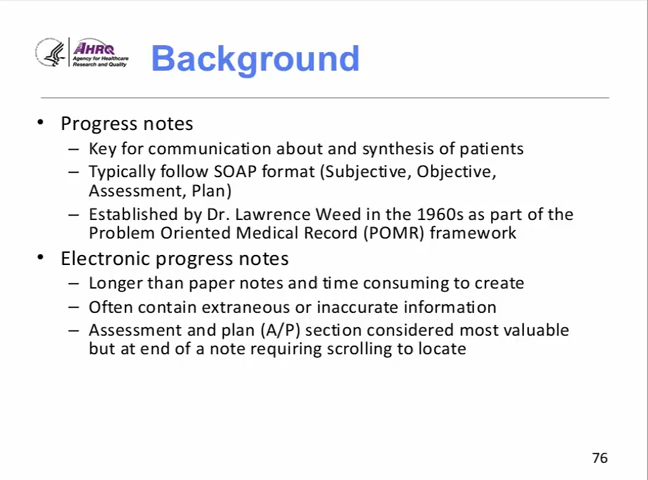 AHRQ
Agency for Healthcare
Research and Quality
Background
• Progress notes
– Key for communication about and synthesis of patients
– Typically follow SOAP format (Subjective, Objective,
Assessment, Plan)
– Established by Dr. Lawrence Weed in the 1960s as part of the
Problem Oriented Medical Record (POMR) framework
• Electronic progress notes
– Longer than paper notes and time consuming to create
– Often contain extraneous or inaccurate information
– Assessment and plan (A/P) section considered most valuable
but at end of a note requiring scrolling to locate
76